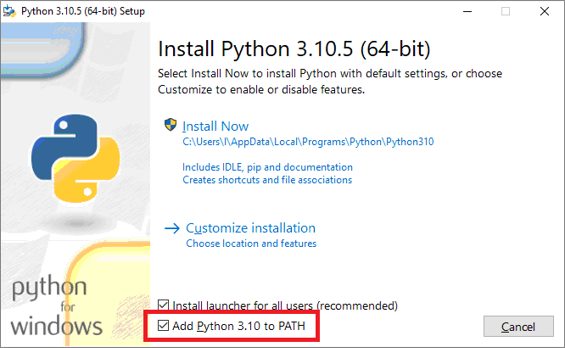 Python 3.10.5 (64-bit) Setup
Install Python 3.10.5 (64-bit)
Select Install Now to install Python with default settings, or choose
Customize to enable or disable features.
Install Now
C:\Users\I\AppData\Local\Programs\Python\Python310
Includes IDLE, pip and documentation
Creates shortcuts and file associations
Customize installation
Choose location and features
python
for
windows
Install launcher for all users (recommended)
Add Python 3.10 to PATH
Cancel